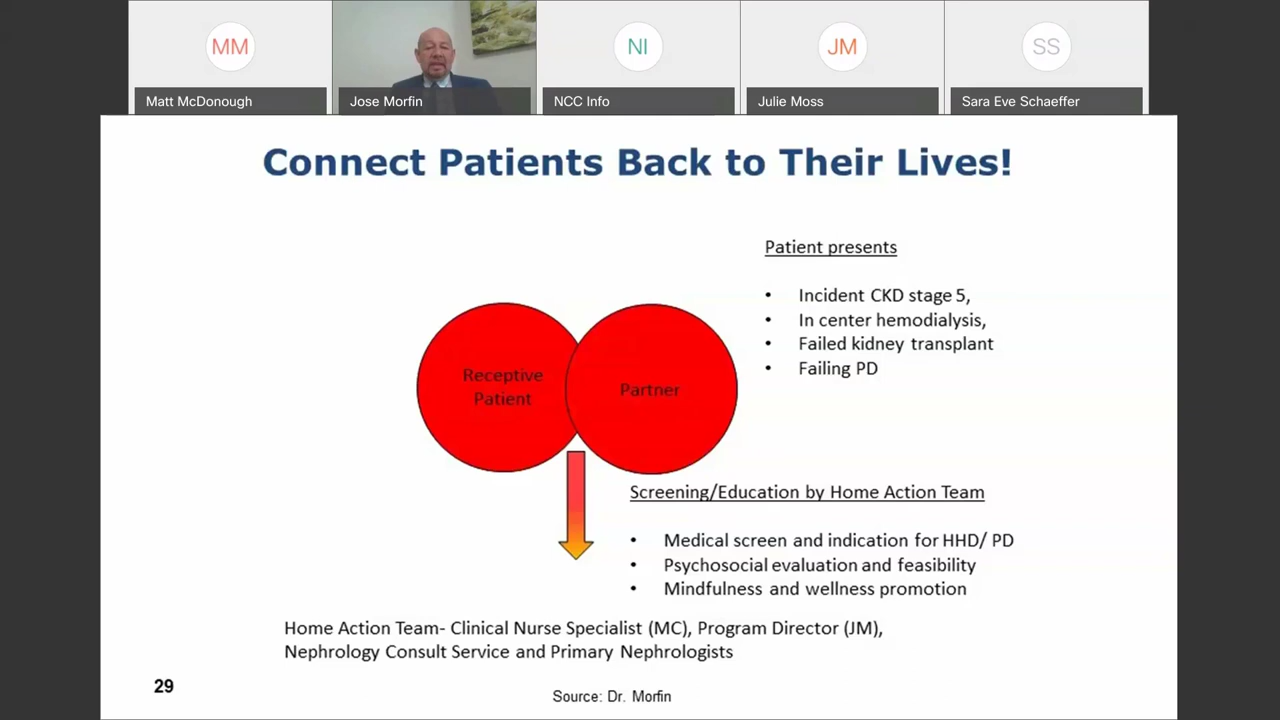 MM
NI
JM
SS
Matt McDonough
Jose Morfin
NCC Info
Julie Moss
Sara Eve Schaeffer
Connect Patients Back to Their Lives!
Patient presents
• Incident CKD stage 5,
• In center hemodialysis,
• Failed kidney transplant
• Failing PD
Receptive
Patient
Partner
Screening/Education by Home Action Team
• Medical screen and indication for HHD/ PD
• Psychosocial evaluation and feasibility
• Mindfulness and wellness promotion
Home Action Team- Clinical Nurse Specialist (MC), Program Director (JM),
Nephrology Consult Service and Primary Nephrologists
29
Source: Dr. Morfin